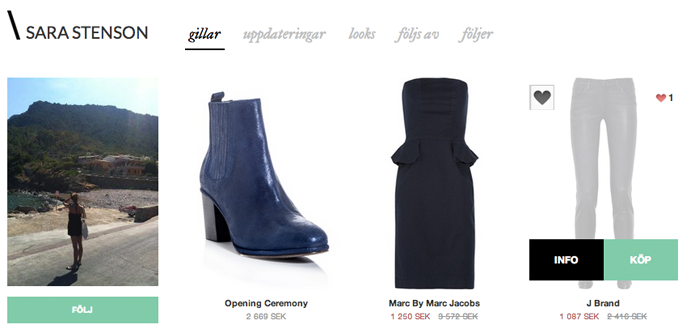 \ SARA STENSON
gillar uppdateringar looks följs av följer
1
INFO KÖP
FÖLJ
Opening Ceremony
2 669 SEK
Marc By Marc Jacobs
1 250 SEK 3 572 SEK
J Brand
1 087 SEK 2 416 SEK